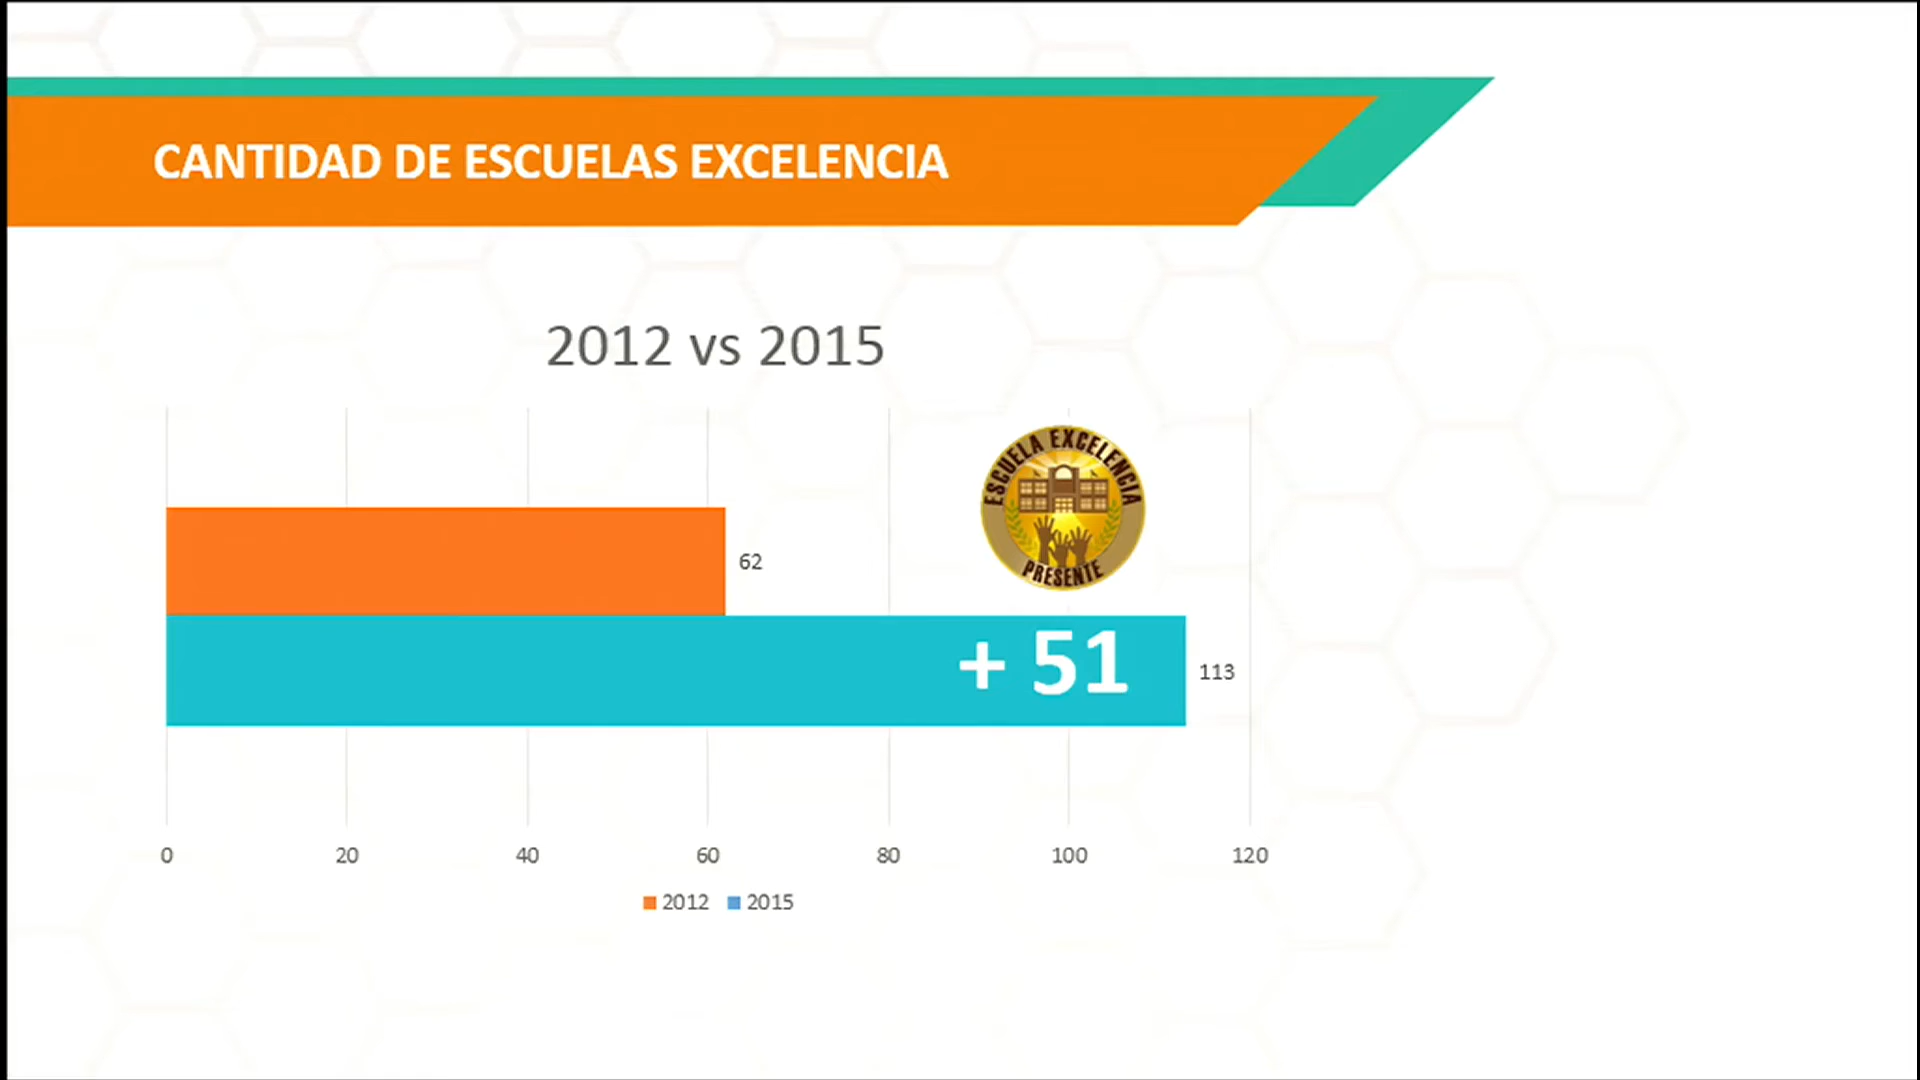 CANTIDAD DE ESCUELAS EXCELENCIA
2012 vs 2015
ESCUELA EXCELENCIA
PRESENTE
62
+ 51
113
0 20 40 60 80 100 120
2012 2015